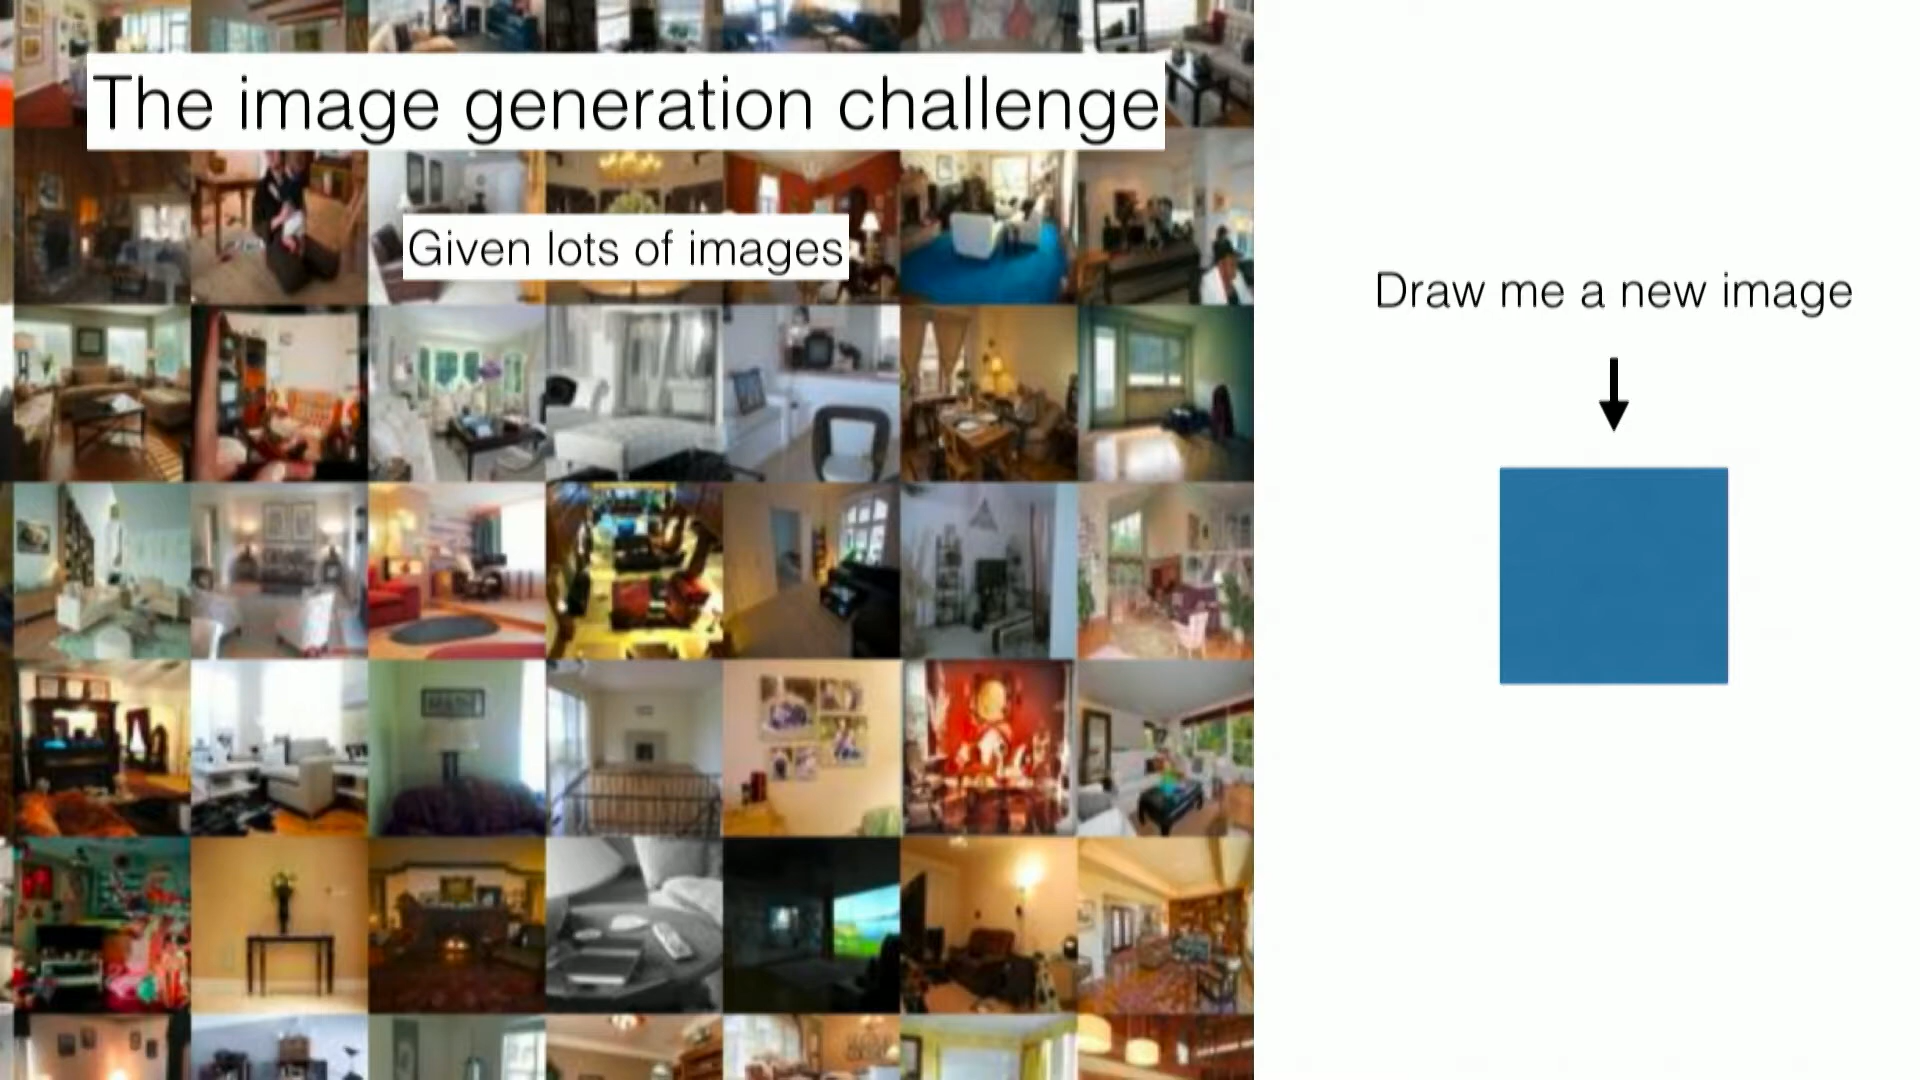 The image generation challenge
Given lots of images
Draw me a new image